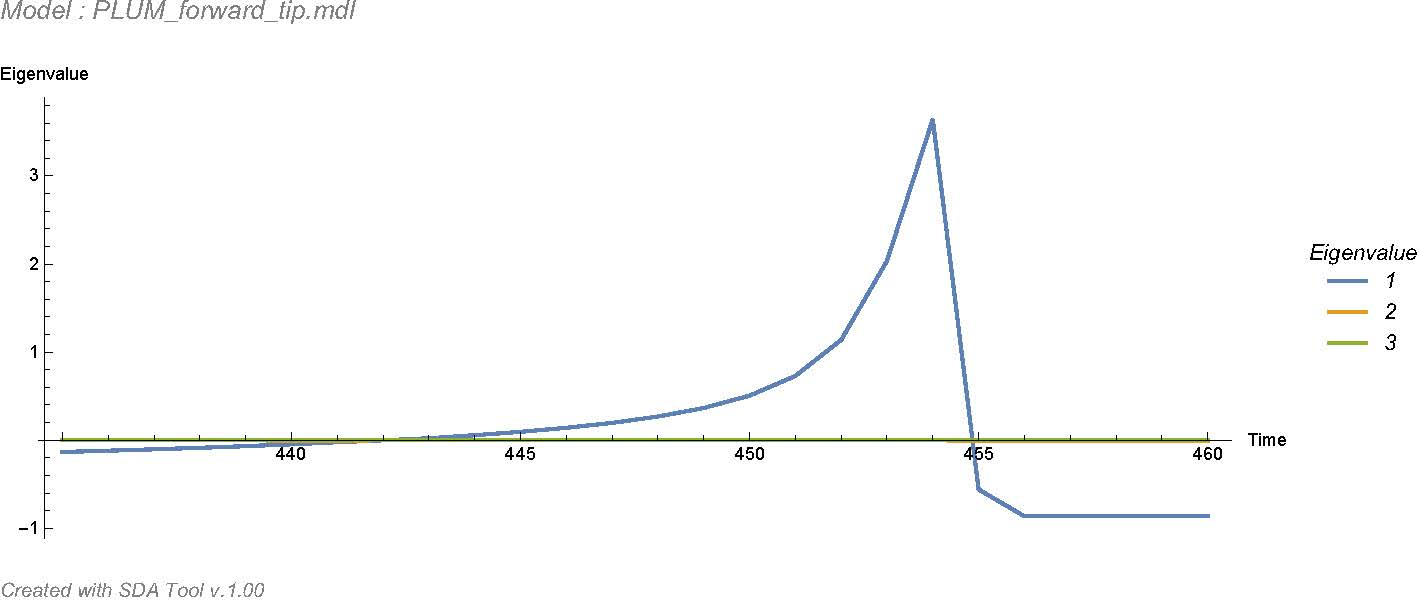 Model : PLUM_forward_tip.mdl
Eigenvalue
3
2
1
−1
440
445
450
455
460
Time
Eigenvalue
1
2
3
Created with SDA Tool v.1.00